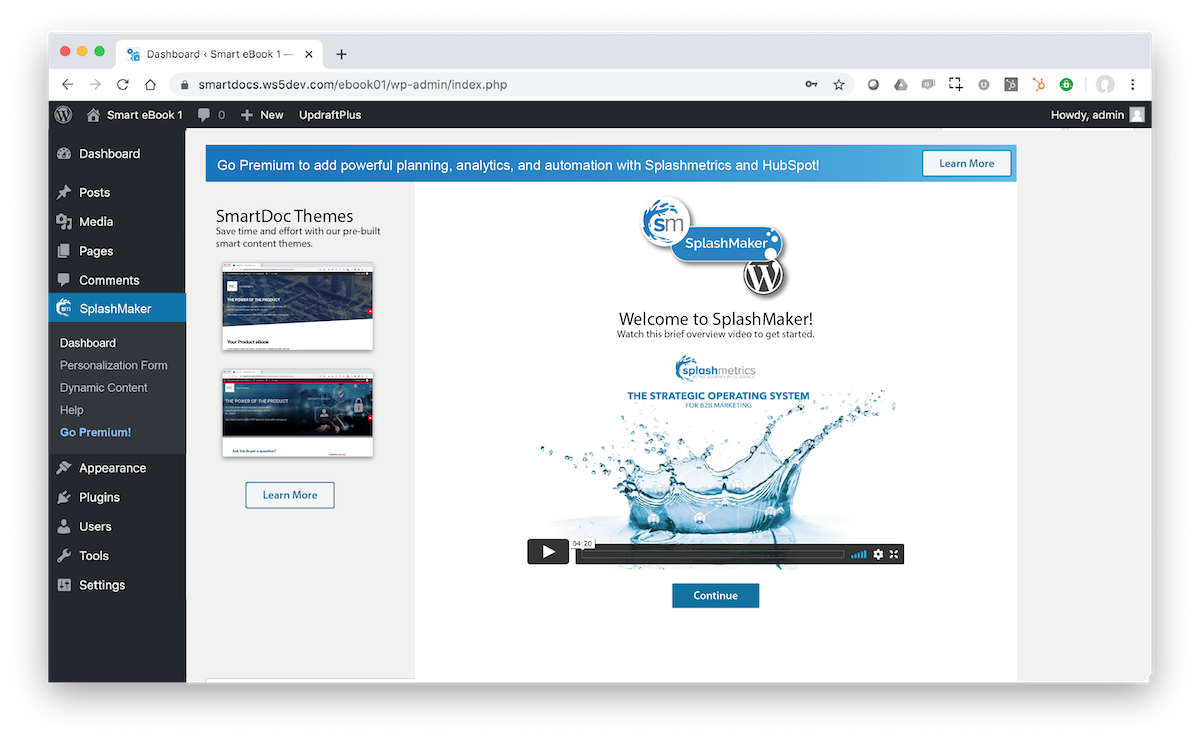 Dashboard ‹ Smart eBook 1 —
smartdocs.ws5dev.com/ebook01/wp-admin/index.php
Smart eBook 1
0
New
UpdraftPlus
Howdy, admin
Dashboard
Posts
Media
Pages
Comments
SplashMaker
Dashboard
Personalization Form
Dynamic Content
Help
Go Premium!
Appearance
Plugins
Users
Tools
Settings
Go Premium to add powerful planning, analytics, and automation with Splashmetrics and HubSpot!
Learn More
SmartDoc Themes
Save time and effort with our pre-built
smart content themes.
THE POWER OF THE PRODUCT
Your Product eBook
THE POWER OF THE PRODUCT
Ask the Buyer a question?
Learn More
sm
SplashMaker
Welcome to SplashMaker!
Watch this brief overview video to get started.
splashmetrics
THE STRATEGIC OPERATING SYSTEM
FOR B2B MARKETING
04:20
Continue